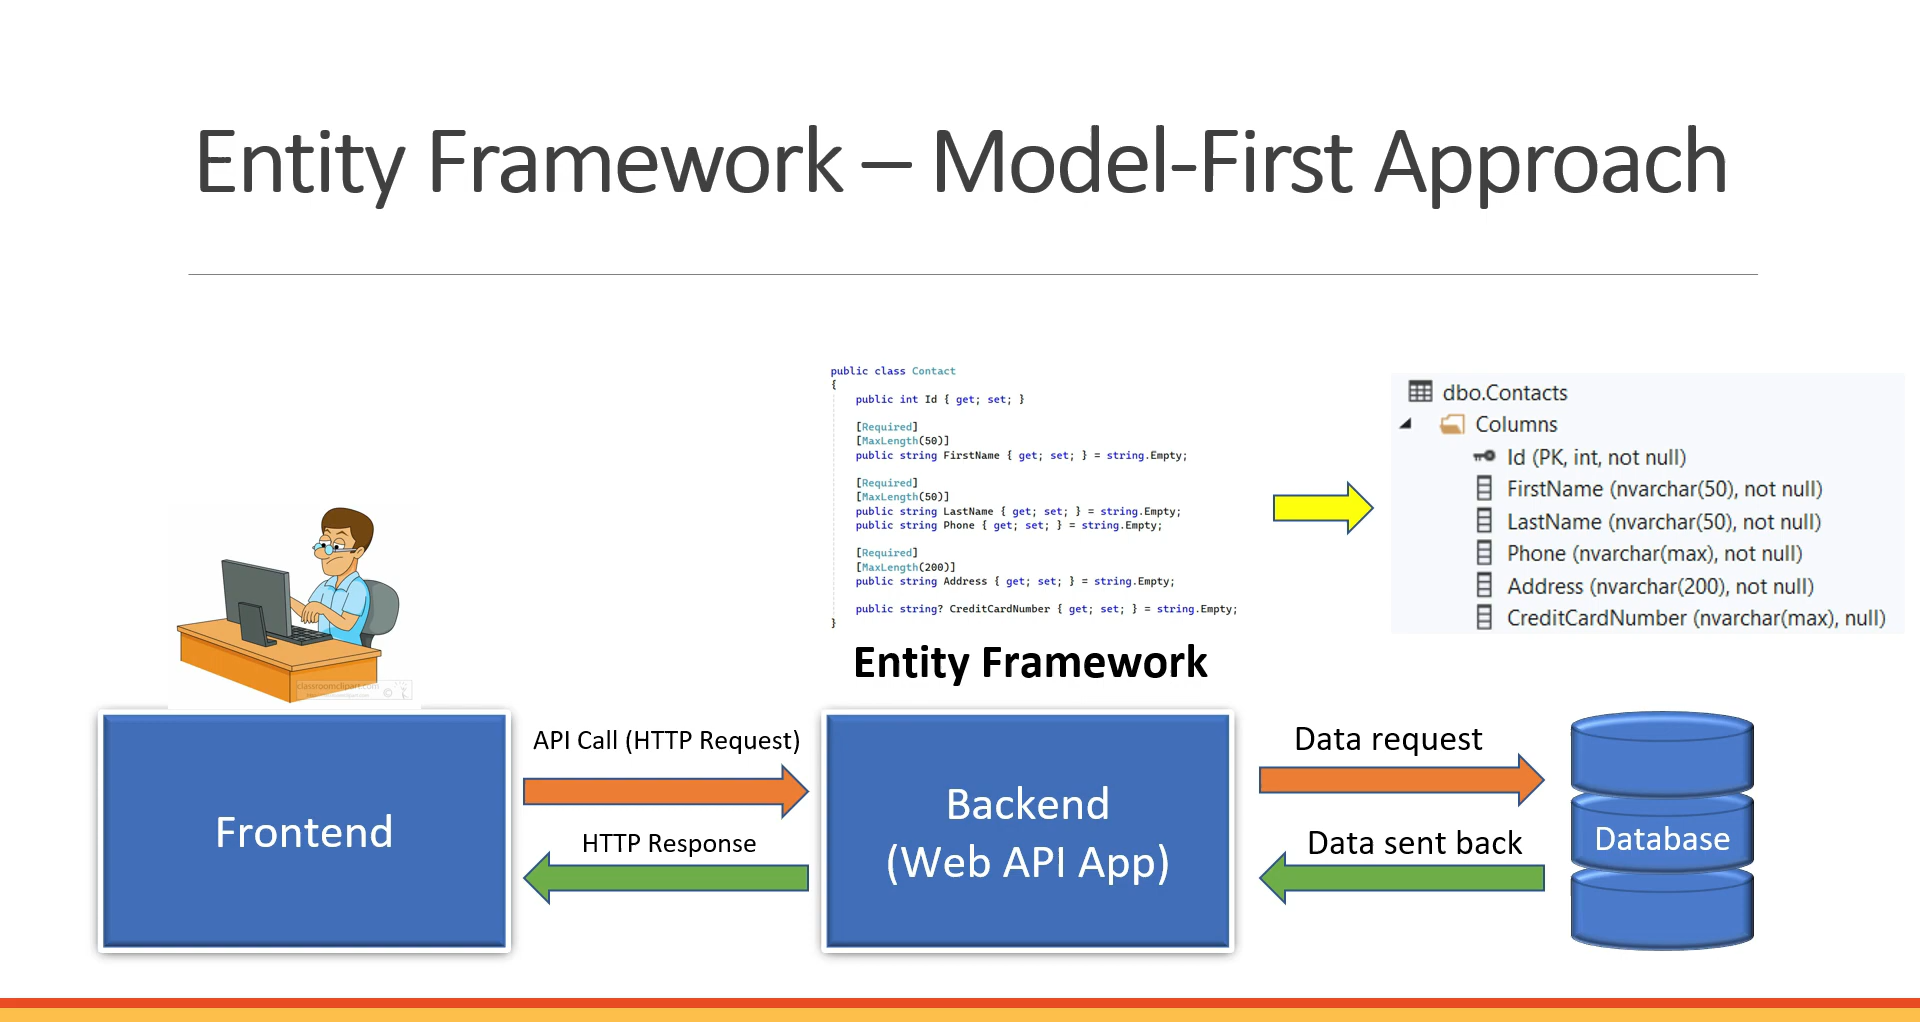 Entity Framework – Model-First Approach
public class Contact
{
public int Id { get; set; }
[Required]
[MaxLength(50)]
public string FirstName { get; set; } = string.Empty;
[Required]
[MaxLength(50)]
public string LastName { get; set; } = string.Empty;
public string Phone { get; set; } = string.Empty;
[Required]
[MaxLength(200)]
public string Address { get; set; } = string.Empty;
public string? CreditCardNumber { get; set; } = string.Empty;
}
dbo.Contacts
Columns
Id (PK, int, not null)
FirstName (nvarchar(50), not null)
LastName (nvarchar(50), not null)
Phone (nvarchar(max), not null)
Address (nvarchar(200), not null)
CreditCardNumber (nvarchar(max), null)
classroomclipart.com
Entity Framework
Frontend
API Call (HTTP Request)
HTTP Response
Backend
(Web API App)
Data request
Data sent back
Database